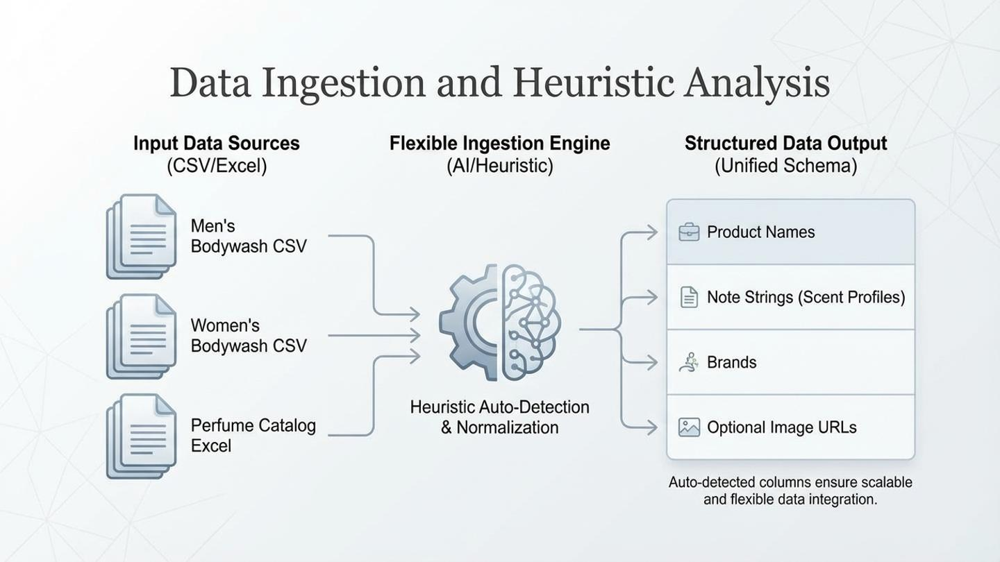 Data Ingestion and Heuristic Analysis
Input Data Sources
(CSV/Excel)
Men's
Bodywash CSV
Women's
Bodywash CSV
Perfume Catalog
Excel
Flexible Ingestion Engine
(AI/Heuristic)
Heuristic Auto-Detection
& Normalization
Structured Data Output
(Unified Schema)
Product Names
Note Strings (Scent Profiles)
Brands
Optional Image URLs
Auto-detected columns ensure scalable
and flexible data integration.